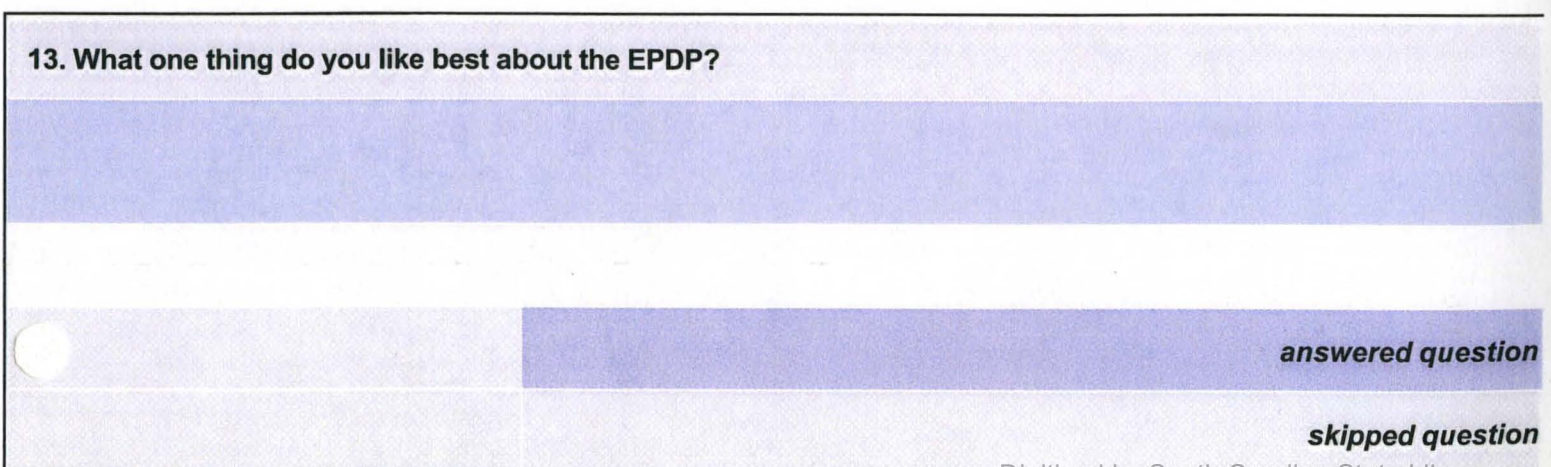 13. What one thing do you like best about the EPDP?
answered question
skipped question